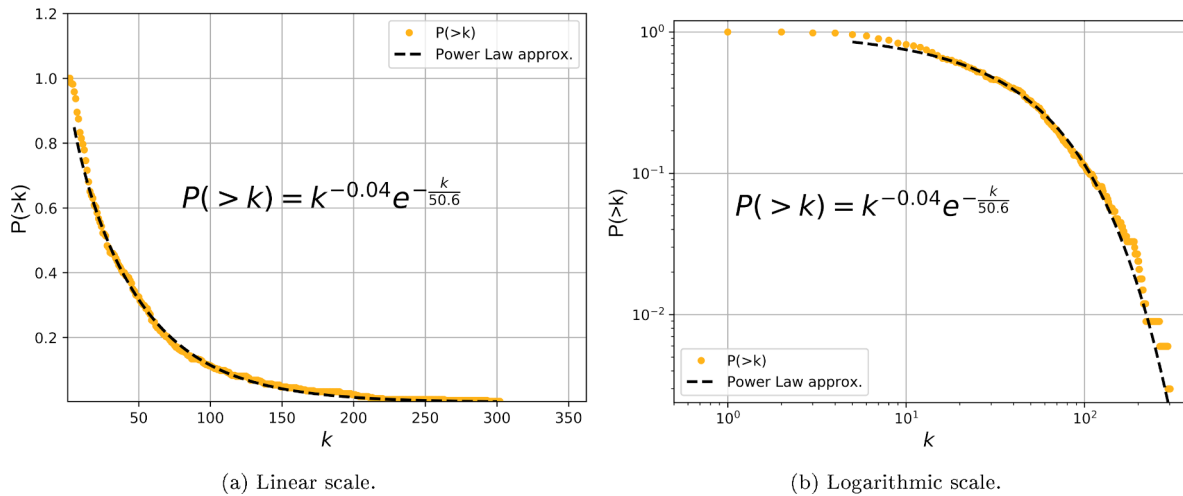 1.2
1.0
0.8
0.6
0.4
0.2
P(>k)
P(>k)
Power Law approx.
P(>k) = k^{-0.04}e^{-\frac{k}{50.6}}
50 100 150 200 250 300 350
k
(a) Linear scale.
10^0
10^{-1}
10^{-2}
P(>k)
P(>k) = k^{-0.04}e^{-\frac{k}{50.6}}
P(>k)
Power Law approx.
10^0 10^1 10^2
k
(b) Logarithmic scale.